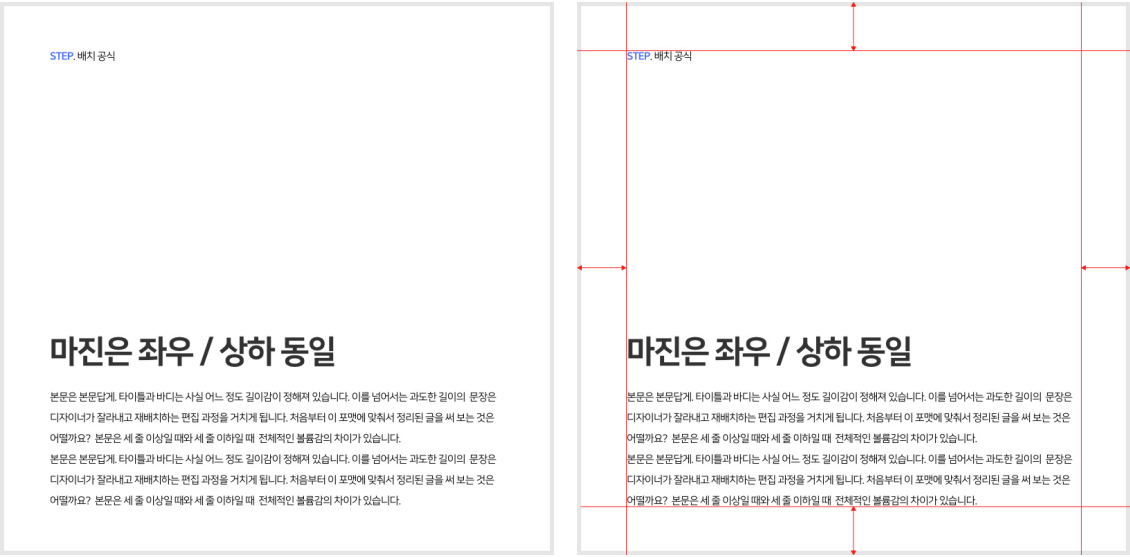 STEP. 배치 공식
마진은 좌우 / 상하 동일
본문은 본문답게. 타이틀과 바디는 사실 어느 정도 길이감이 정해져 있습니다. 이를 넘어서는 과도한 길이의 문장은
디자이너가 잘라내고 재배치하는 편집 과정을 거치게 됩니다. 처음부터 이 포맷에 맞춰서 정리된 글을 써 보는 것은
어떨까요? 본문은 세 줄 이상일 때와 세 줄 이하일 때 전체적인 볼륨감의 차이가 있습니다.
본문은 본문답게. 타이틀과 바디는 사실 어느 정도 길이감이 정해져 있습니다. 이를 넘어서는 과도한 길이의 문장은
디자이너가 잘라내고 재배치하는 편집 과정을 거치게 됩니다. 처음부터 이 포맷에 맞춰서 정리된 글을 써 보는 것은
어떨까요? 본문은 세 줄 이상일 때와 세 줄 이하일 때 전체적인 볼륨감의 차이가 있습니다.
STEP. 배치 공식
마진은 좌우 / 상하 동일
본문은 본문답게. 타이틀과 바디는 사실 어느 정도 길이감이 정해져 있습니다. 이를 넘어서는 과도한 길이의 문장은
디자이너가 잘라내고 재배치하는 편집 과정을 거치게 됩니다. 처음부터 이 포맷에 맞춰서 정리된 글을 써 보는 것은
어떨까요? 본문은 세 줄 이상일 때와 세 줄 이하일 때 전체적인 볼륨감의 차이가 있습니다.
본문은 본문답게. 타이틀과 바디는 사실 어느 정도 길이감이 정해져 있습니다. 이를 넘어서는 과도한 길이의 문장은
디자이너가 잘라내고 재배치하는 편집 과정을 거치게 됩니다. 처음부터 이 포맷에 맞춰서 정리된 글을 써 보는 것은
어떨까요? 본문은 세 줄 이상일 때와 세 줄 이하일 때 전체적인 볼륨감의 차이가 있습니다.